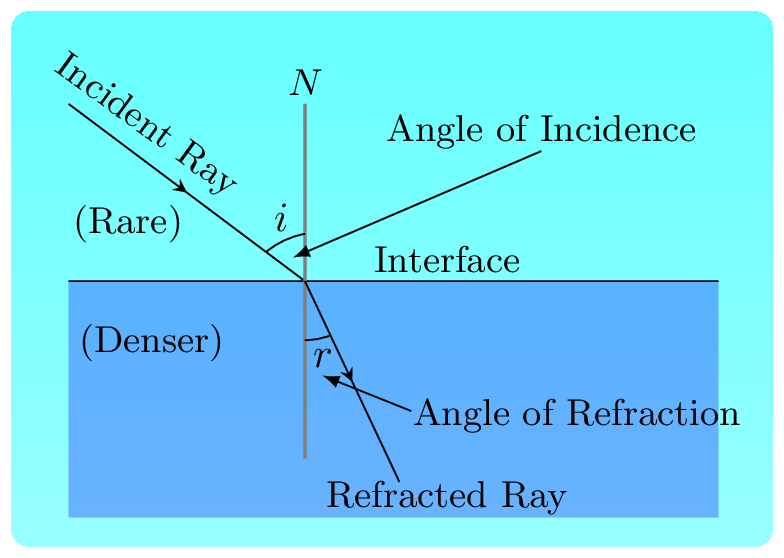 Incident Ray
N
Angle of Incidence
(Rare)
i
Interface
(Denser)
r
Angle of Refraction
Refracted Ray